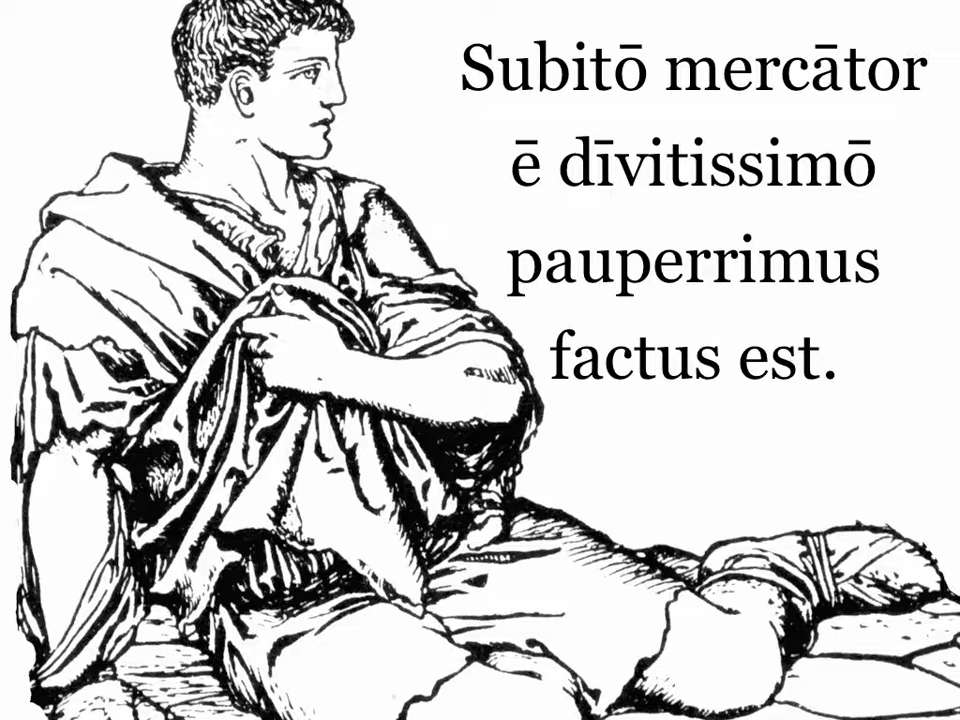 Subitō mercātor
ē dīvitissimō
pauperrimus
factus est.